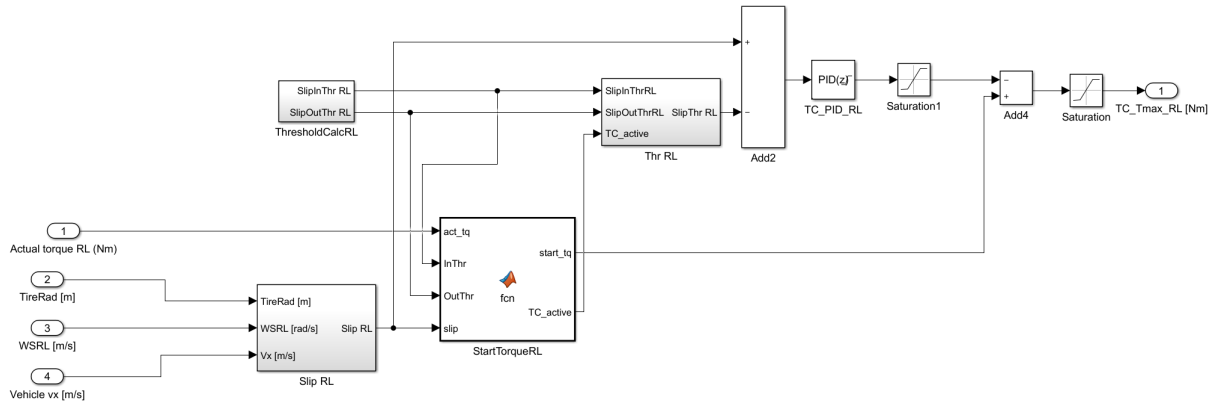 +
−
Add2
PID(z)
TC_PID_RL
Saturation1
−
+
Add4
Saturation
1
TC_Tmax_RL [Nm]
SlipInThr RL
SlipOutThr RL
ThresholdCalcRL
SlipInThrRL
SlipOutThrRL
SlipThr RL
TC_active
Thr RL
1
Actual torque RL (Nm)
2
TireRad [m]
3
WSRL [m/s]
4
Vehicle vx [m/s]
TireRad [m]
WSRL [rad/s]
Slip RL
Vx [m/s]
Slip RL
act_tq
start_tq
InThr
fcn
OutThr
TC_active
slip
StartTorqueRL